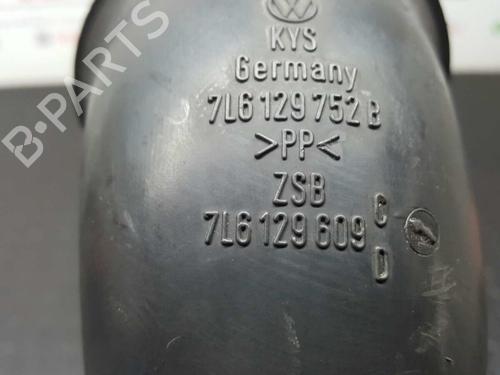 KYS
Germany
7L6 129 752 B
>PP<
ZSB
7L6 129 609 C
D
B-PARTS